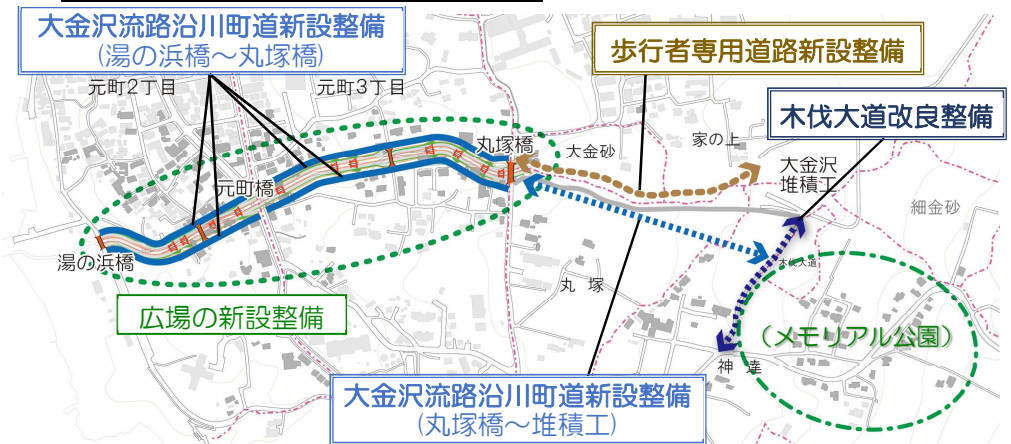 大金沢流路沿川町道新設整備
(湯の浜橋～丸塚橋)
歩行者専用道路新設整備
木伐大道改良整備
元町2丁目
元町3丁目
丸塚橋
大金砂
家の上
大金沢
堆積工
元町橋
細金砂
湯の浜橋
木伐大道
丸 塚
広場の新設整備
（メモリアル公園）
神 達
大金沢流路沿川町道新設整備
(丸塚橋～堆積工)